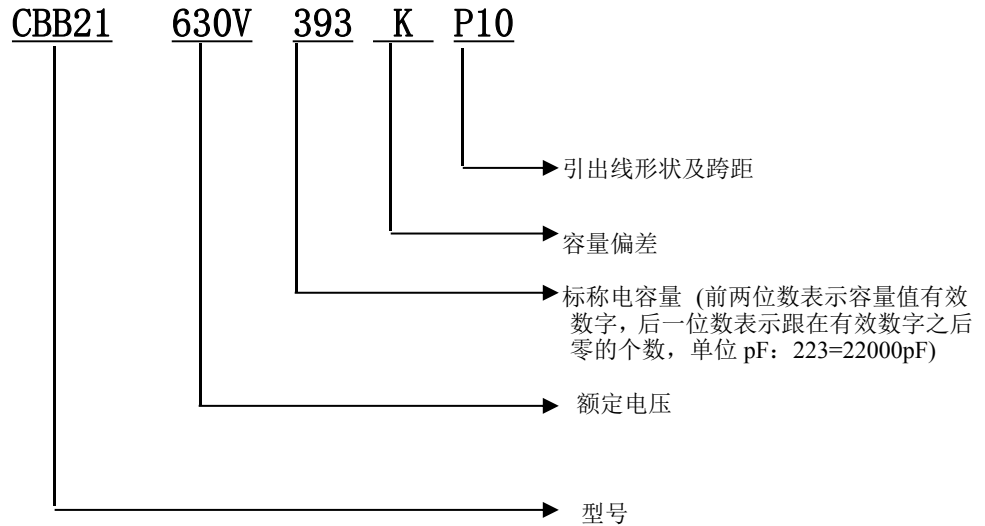 CBB21 630V 393 K P10
引出线形状及跨距
容量偏差
标称电容量 (前两位数表示容量值有效
数字，后一位数表示跟在有效数字之后
零的个数，单位 pF：223=22000pF)
额定电压
型号